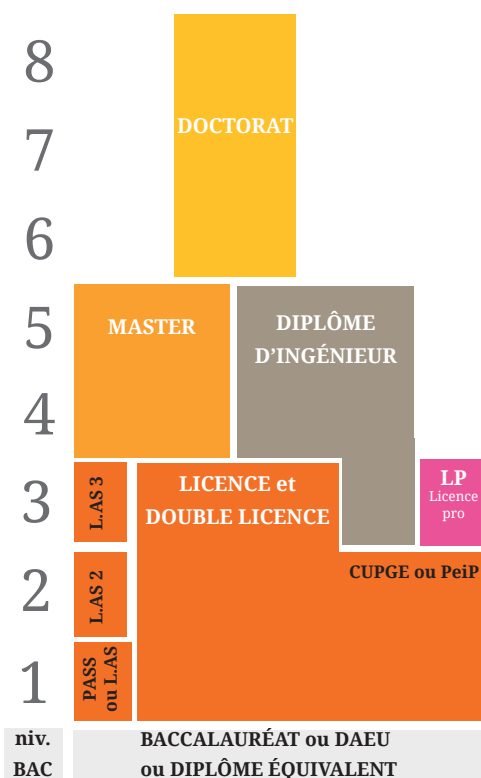 8
DOCTORAT
7
6
5
MASTER
DIPLÔME
D'INGÉNIEUR
4
3
L.AS 3
LICENCE et
DOUBLE LICENCE
LP
Licence
pro
2
L.AS 2
CUPGE ou PeiP
1
PASS
ou L.AS
niv.
BAC
BACCALAURÉAT ou DAEU
ou DIPLÔME ÉQUIVALENT